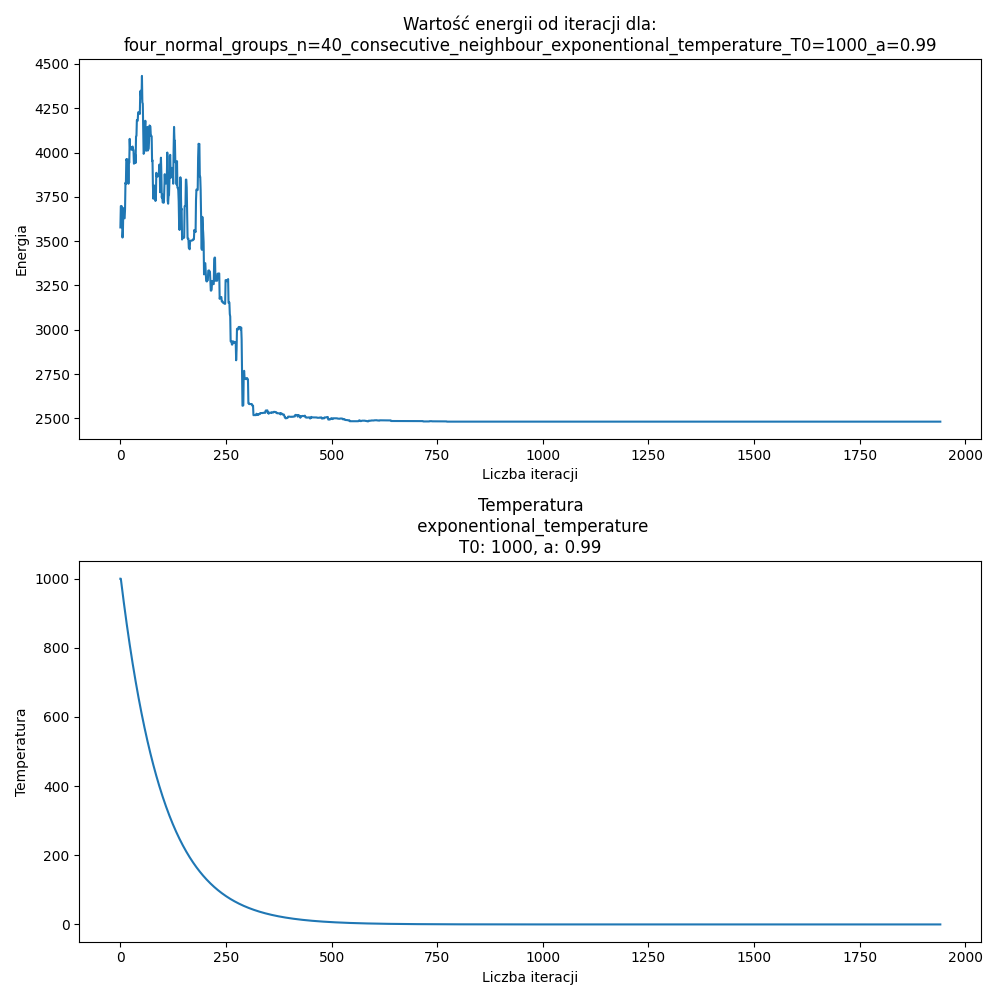 Wartość energii od iteracji dla:
four_normal_groups_n=40_consecutive_neighbour_exponential_temperature_T0=1000_a=0.99
4500
4250
4000
3750
3500
3250
3000
2750
2500
Energia
0 250 500 750 1000 1250 1500 1750 2000
Liczba iteracji
Temperatura
exponentional_temperature
T0: 1000, a: 0.99
1000
800
600
400
200
0
Temperatura
0 250 500 750 1000 1250 1500 1750 2000
Liczba iteracji